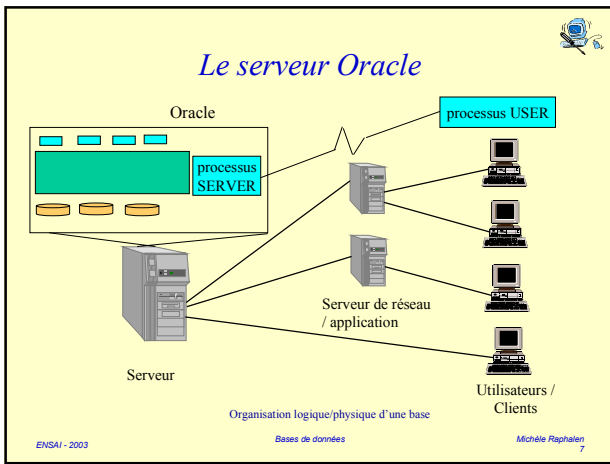 Le serveur Oracle
Oracle
processus USER
processus
SERVER
Serveur de réseau
/ application
Serveur
Utilisateurs /
Clients
Organisation logique/physique d'une base
ENSAI - 2003
Bases de données
Michèle Raphalen
7